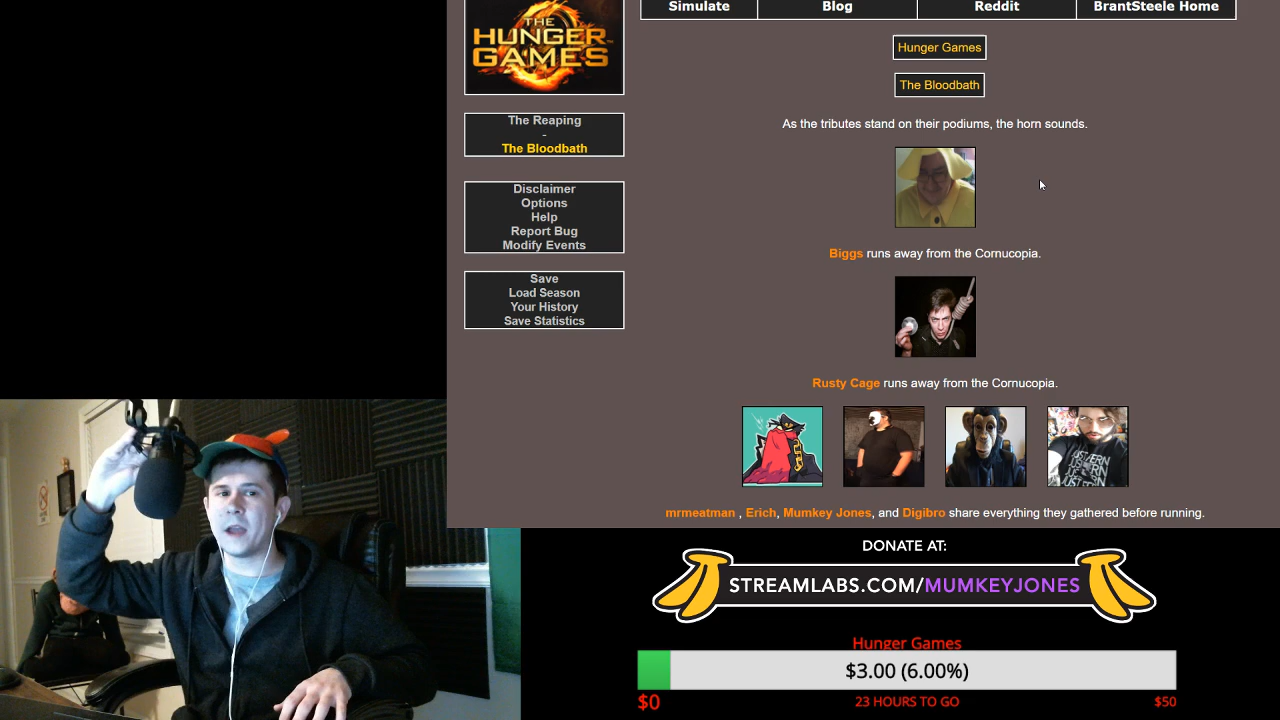 Simulate
Blog
Reddit
BrantSteele Home
THE
HUNGER
GAMES
Hunger Games
The Bloodbath
The Reaping
-
The Bloodbath
As the tributes stand on their podiums, the horn sounds.
Disclaimer
Options
Help
Report Bug
Modify Events
Biggs runs away from the Cornucopia.
Save
Load Season
Your History
Save Statistics
Rusty Cage runs away from the Cornucopia.
mrmeatman , Erich, Mumkey Jones, and Digibro share everything they gathered before running.
DONATE AT:
STREAMLABS.COM/MUMKEYJONES
Hunger Games
$3.00 (6.00%)
$0
23 HOURS TO GO
$50